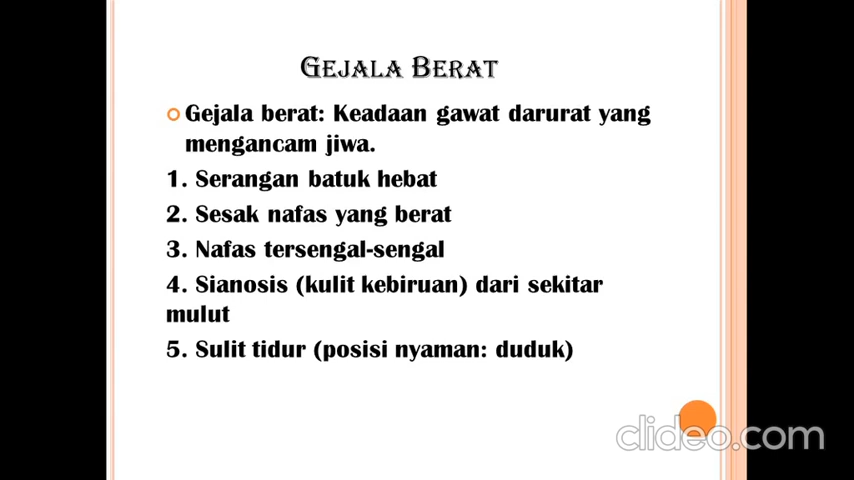 GEJALA BERAT
Gejala berat: Keadaan gawat darurat yang
mengancam jiwa.
1. Serangan batuk hebat
2. Sesak nafas yang berat
3. Nafas tersengal-sengal
4. Sianosis (kulit kebiruan) dari sekitar
mulut
5. Sulit tidur (posisi nyaman: duduk)
clideo.com